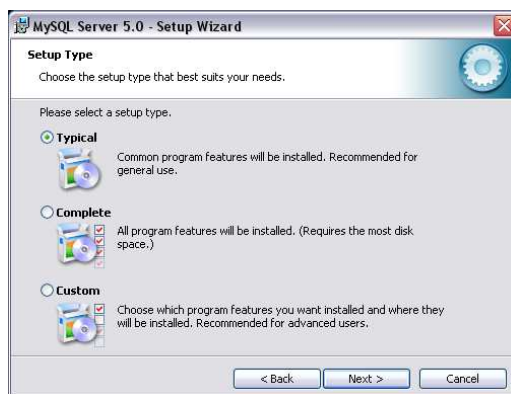 MySQL Server 5.0 - Setup Wizard
Setup Type
Choose the setup type that best suits your needs.
Please select a setup type.
Typical
Common program features will be installed. Recommended for
general use.
Complete
All program features will be installed. (Requires the most disk
space.)
Custom
Choose which program features you want installed and where they
will be installed. Recommended for advanced users.
< Back
Next >
Cancel